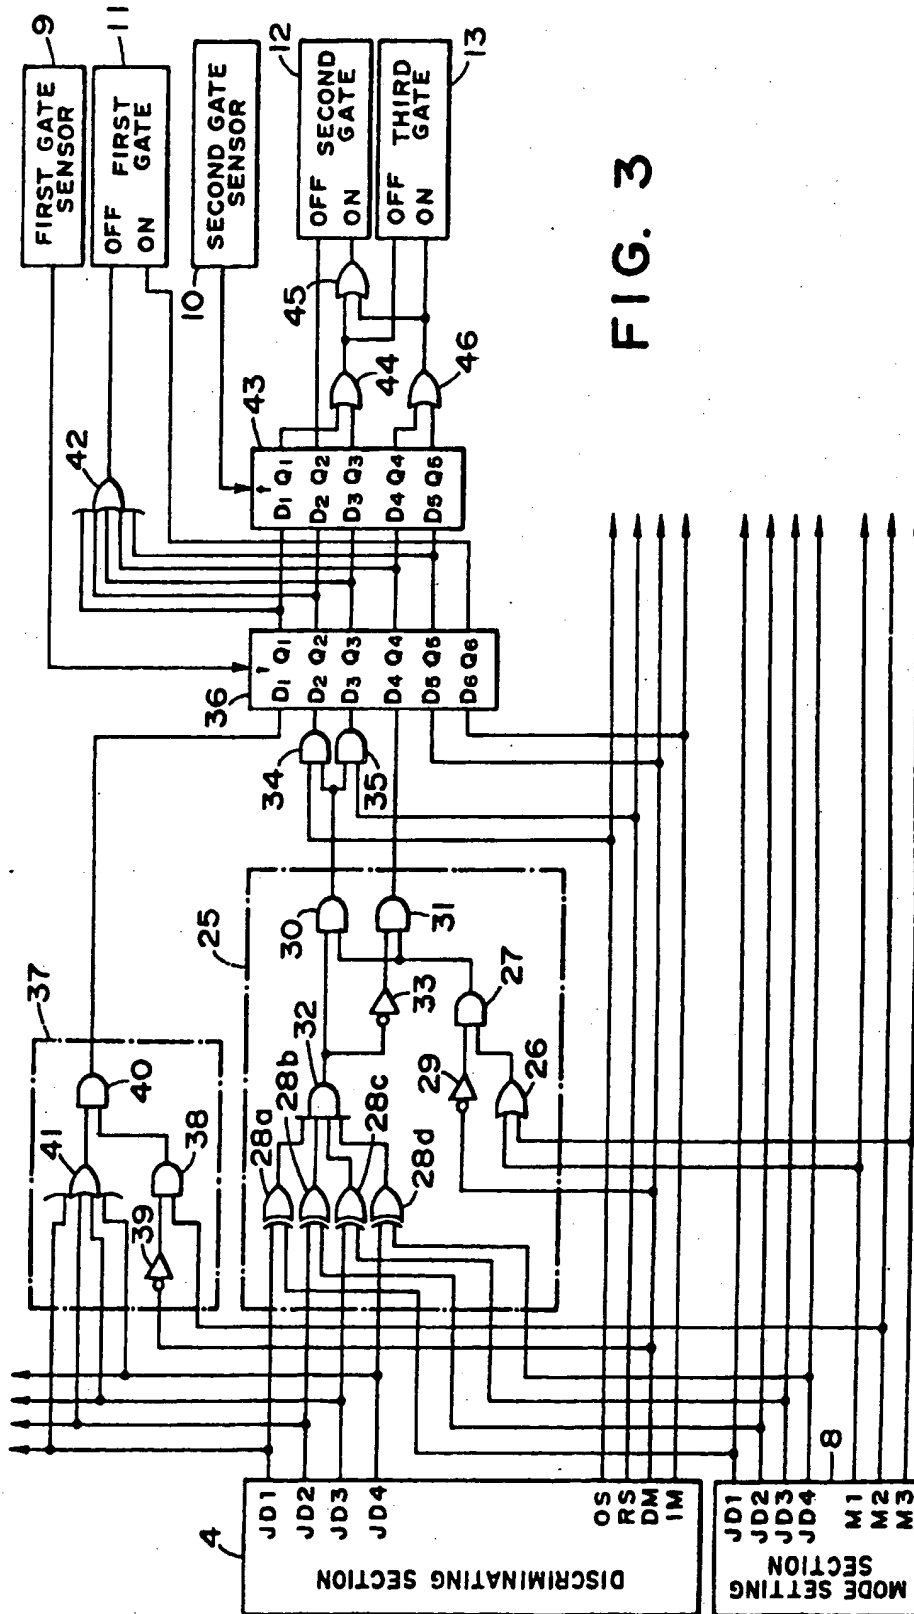 FIG. 3
FIRST GATE
SENSOR
9
OFF FIRST
ON GATE
11
SECOND GATE
SENSOR
10
OFF SECOND
ON GATE
12
OFF THIRD
ON GATE
13
42
43
44
45
46
D1 Q1
D2 Q2
D3 Q3
D4 Q4
D5 Q5
36
D1 Q1
D2 Q2
D3 Q3
D4 Q4
D5 Q5
D6 Q6
34
35
37
41
40
39
38
25
28a
28b
28c
28d
32
30
31
33
29
27
26
4
DISCRIMINATING SECTION
JD1
JD2
JD3
JD4
OS
RS
DM
IM
MODE SETTING
SECTION
8
JD1
JD2
JD3
JD4
M1
M2
M3